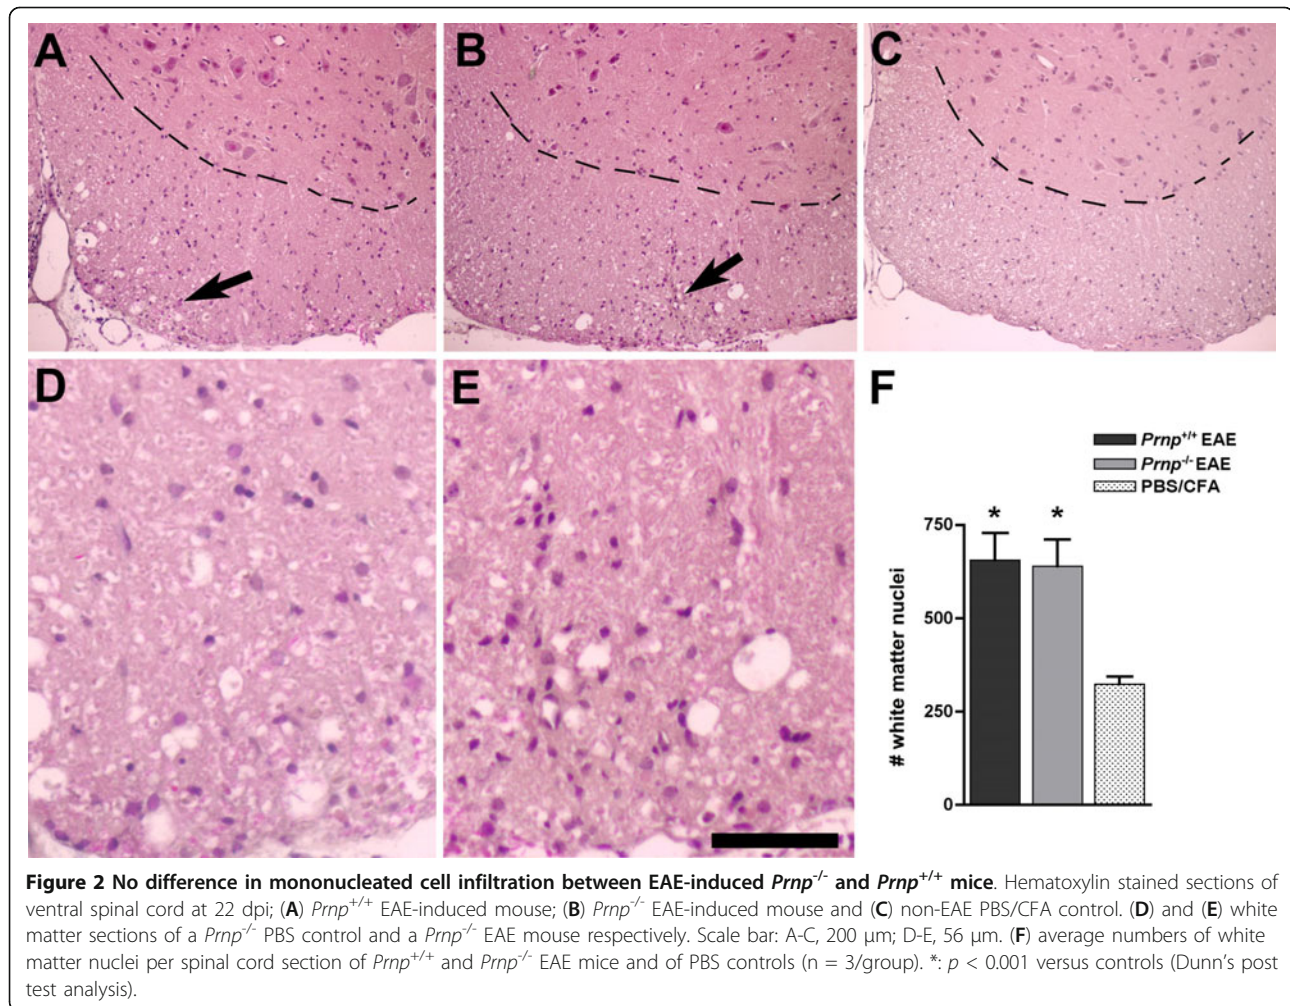 A
B
C
D
E
F
Prnp+/+ EAE
Prnp-/- EAE
PBS/CFA
* *
750
500
250
0
# white matter nuclei
Figure 2 No difference in mononucleated cell infiltration between EAE-induced Prnp-/- and Prnp+/+ mice. Hematoxylin stained sections of
ventral spinal cord at 22 dpi; (A) Prnp+/+ EAE-induced mouse; (B) Prnp-/- EAE-induced mouse and (C) non-EAE PBS/CFA control. (D) and (E) white
matter sections of a Prnp-/- PBS control and a Prnp-/- EAE mouse respectively. Scale bar: A-C, 200 μm; D-E, 56 μm. (F) average numbers of white
matter nuclei per spinal cord section of Prnp+/+ and Prnp-/- EAE mice and of PBS controls (n = 3/group). *: p < 0.001 versus controls (Dunn's post
test analysis).